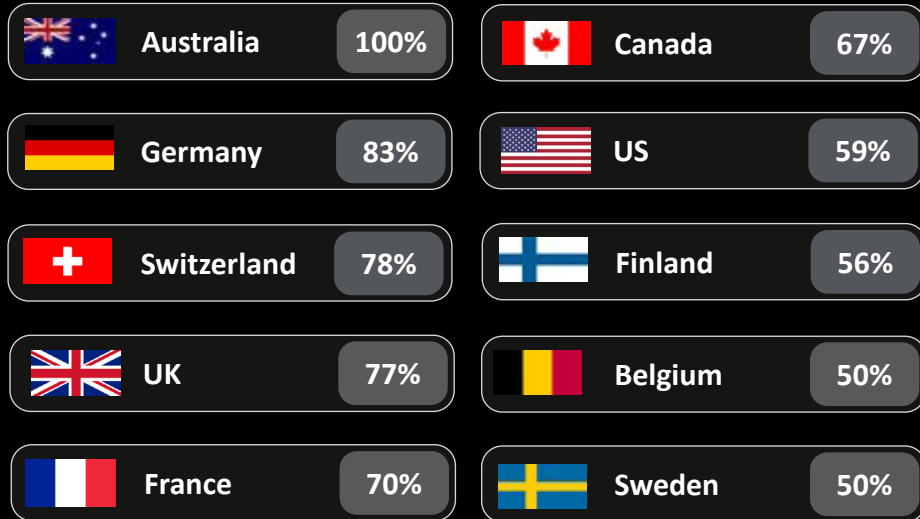 Australia 100%
Germany 83%
Switzerland 78%
UK 77%
France 70%
Canada 67%
US 59%
Finland 56%
Belgium 50%
Sweden 50%